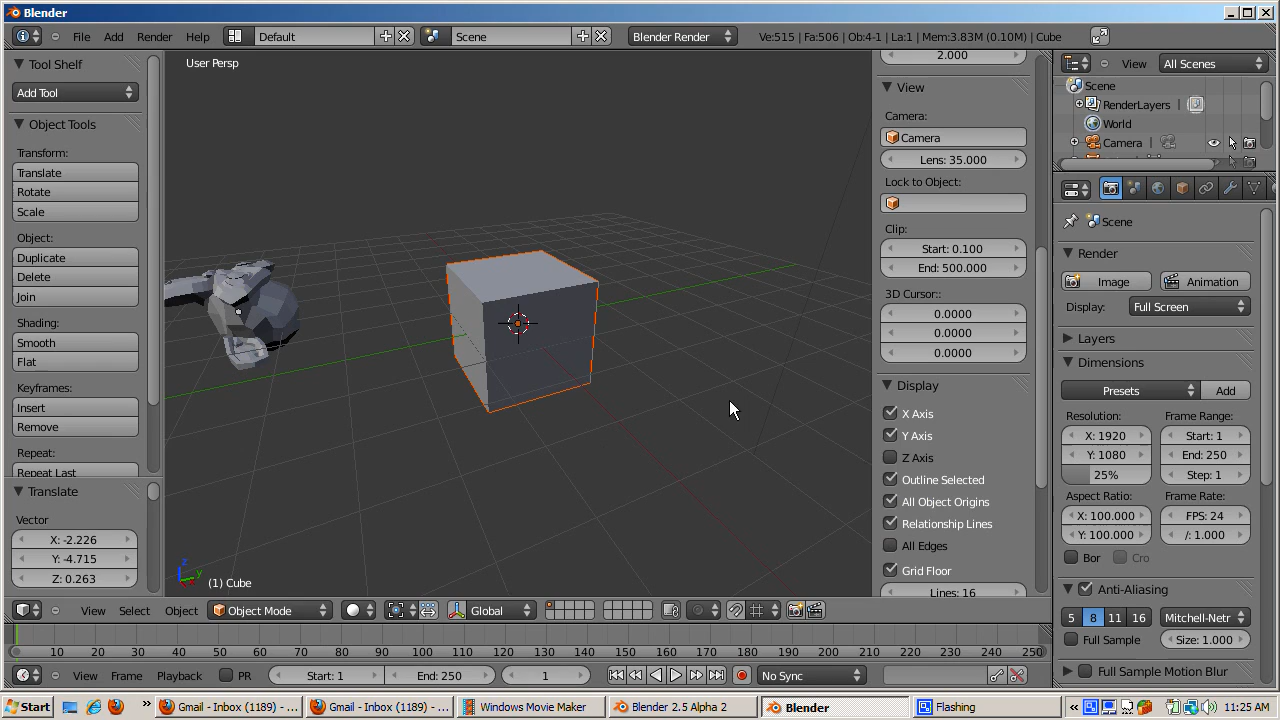 Blender
File Add Render Help Default Scene Blender Render Ve:515 | Fa:506 | Ob:4-1 | La:1 | Mem:3.83M (0.10M) | Cube
Tool Shelf
Add Tool
Object Tools
Transform:
Translate
Rotate
Scale
Object:
Duplicate
Delete
Join
Shading:
Smooth
Flat
Keyframes:
Insert
Remove
Repeat:
Repeat Last
Translate
Vector
X: -2.226
Y: -4.715
Z: 0.263
User Persp
(1) Cube
2.000
View
Camera:
Camera
Lens: 35.000
Lock to Object:
Clip:
Start: 0.100
End: 500.000
3D Cursor:
0.0000
0.0000
0.0000
Display
X Axis
Y Axis
Z Axis
Outline Selected
All Object Origins
Relationship Lines
All Edges
Grid Floor
Lines: 16
View All Scenes
Scene
RenderLayers |
World
Camera |
Scene
Render
Image Animation
Display: Full Screen
Layers
Dimensions
Presets Add
Resolution: Frame Range:
X: 1920 Start: 1
Y: 1080 End: 250
25% Step: 1
Aspect Ratio: Frame Rate:
X: 100.000 FPS: 24
Y: 100.000 /: 1.000
Bor Cro
Anti-Aliasing
5 8 11 16 Mitchell-Netr
Full Sample Size: 1.000
Full Sample Motion Blur
View Select Object Object Mode Global
0 10 20 30 40 50 60 70 80 90 100 110 120 130 140 150 160 170 180 190 200 210 220 230 240 250
View Frame Playback PR Start: 1 End: 250 1 No Sync
Start » Gmail - Inbox (1189) - ... Gmail - Inbox (1189) - ... Windows Movie Maker Blender 2.5 Alpha 2 Blender Flashing « 11:25 AM